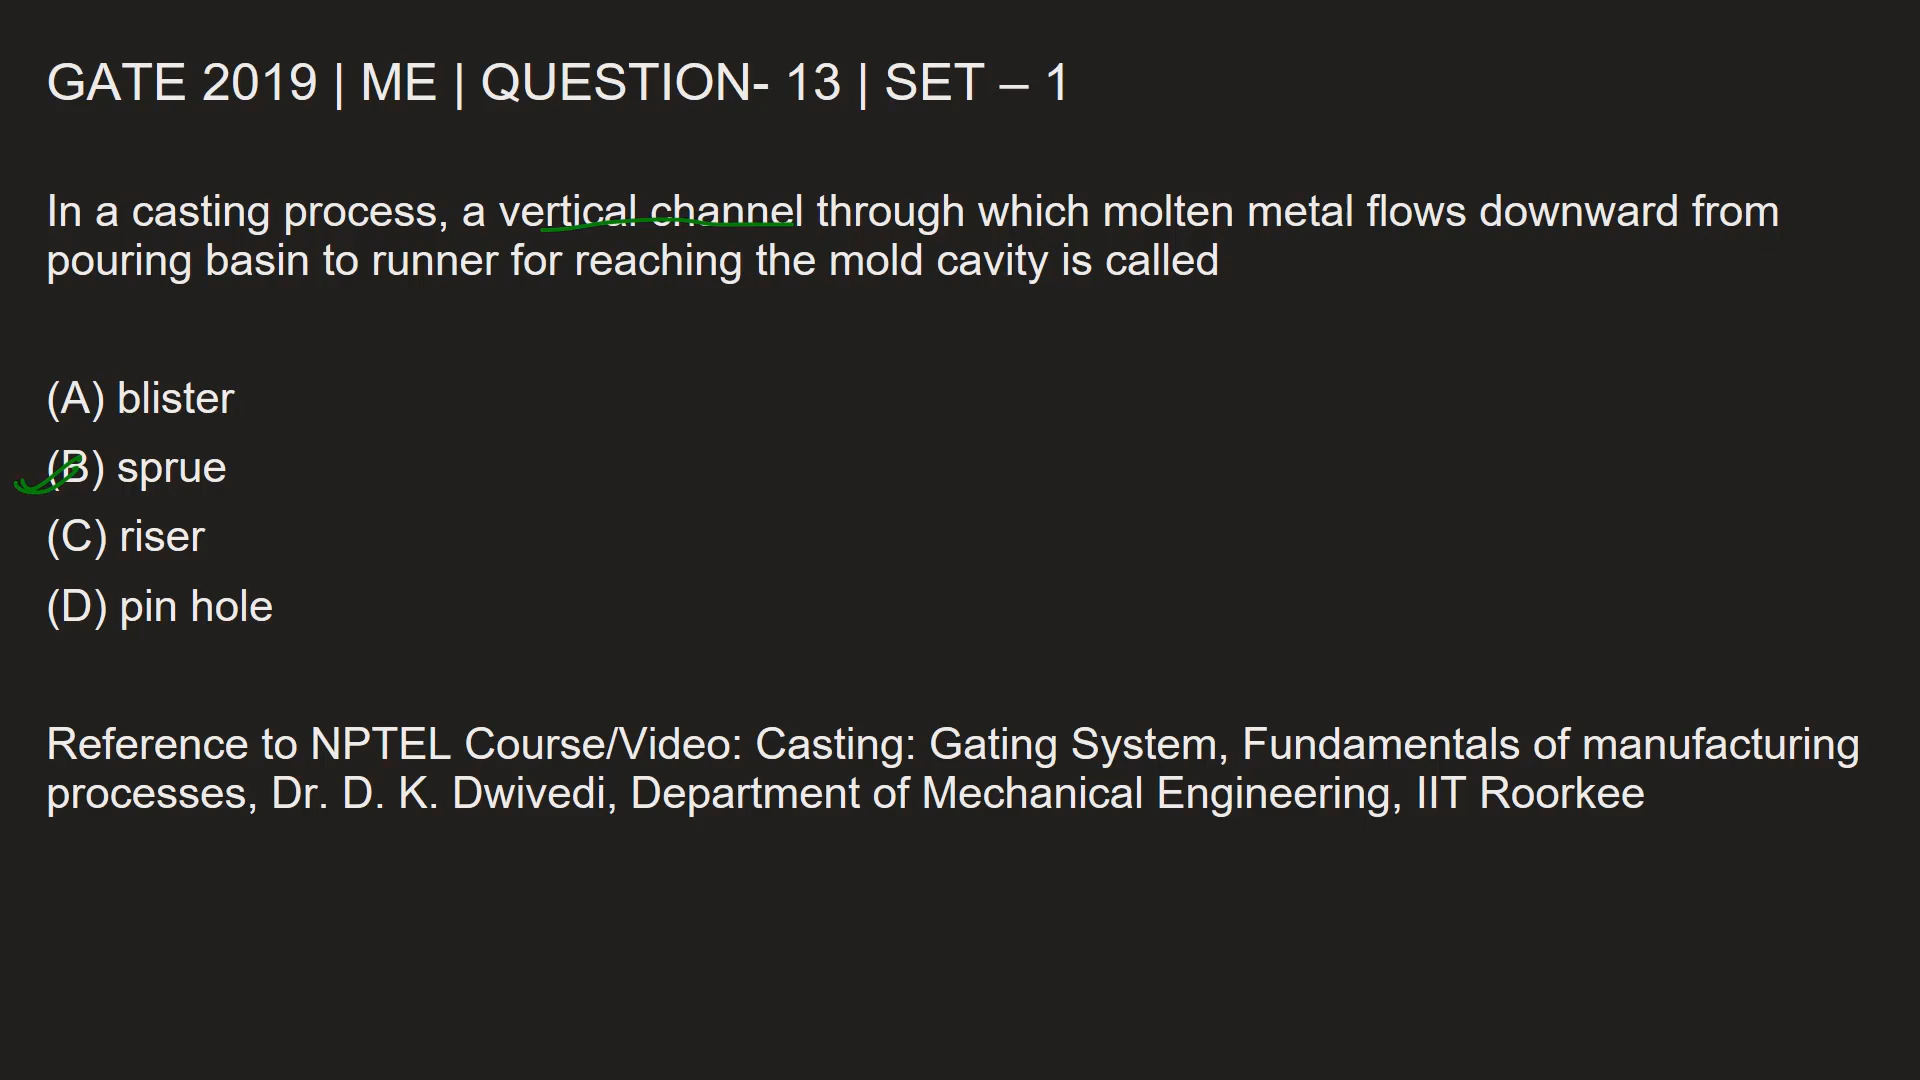 GATE 2019 | ME | QUESTION- 13 | SET – 1
In a casting process, a vertical channel through which molten metal flows downward from
pouring basin to runner for reaching the mold cavity is called
(A) blister
(B) sprue
(C) riser
(D) pin hole
Reference to NPTEL Course/Video: Casting: Gating System, Fundamentals of manufacturing
processes, Dr. D. K. Dwivedi, Department of Mechanical Engineering, IIT Roorkee